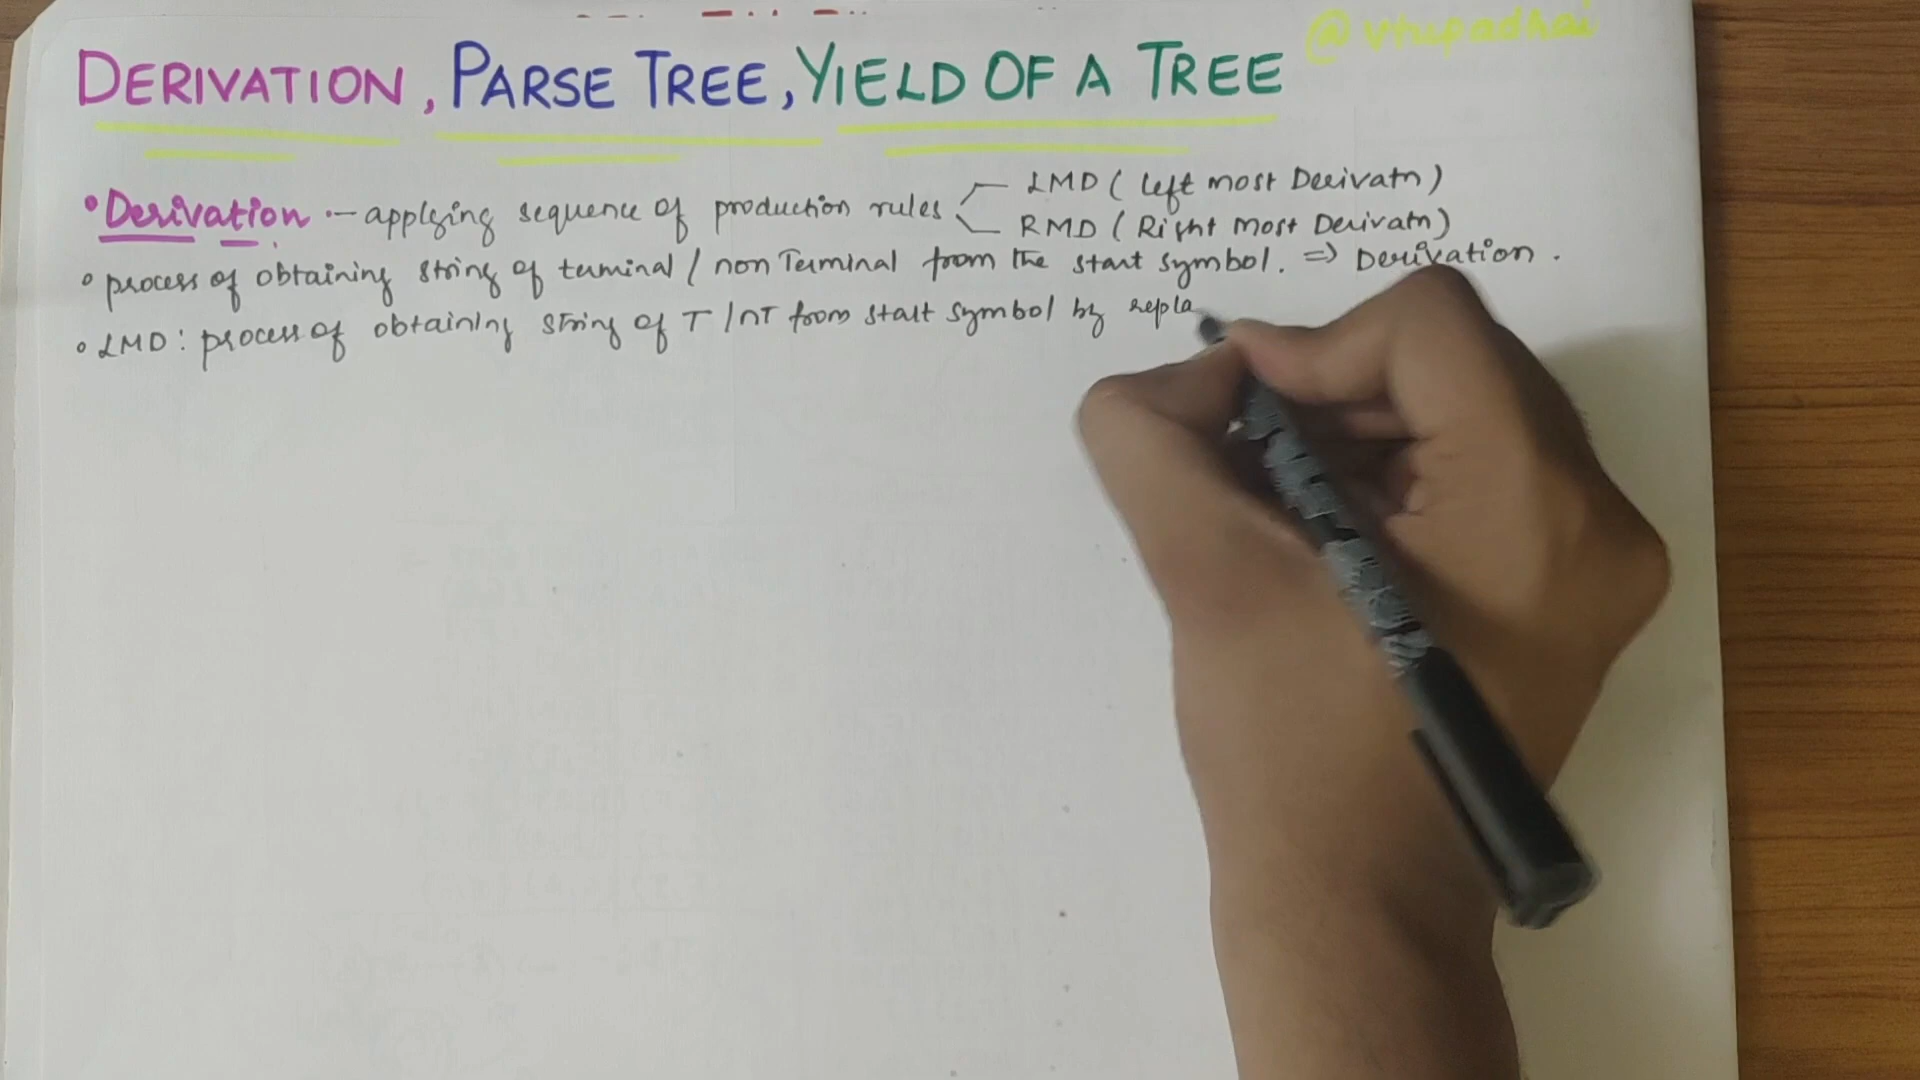 DERIVATION, PARSE TREE, YIELD OF A TREE
@vtupadhai
• Derivation :- applying sequence of production rules
LMD ( Left most Derivatn)
RMD ( Right Most Derivatn)
° process of obtaining string of terminal / non Terminal from the start symbol. => Derivation.
° LMD : process of obtaining string of T / NT from start symbol by repla